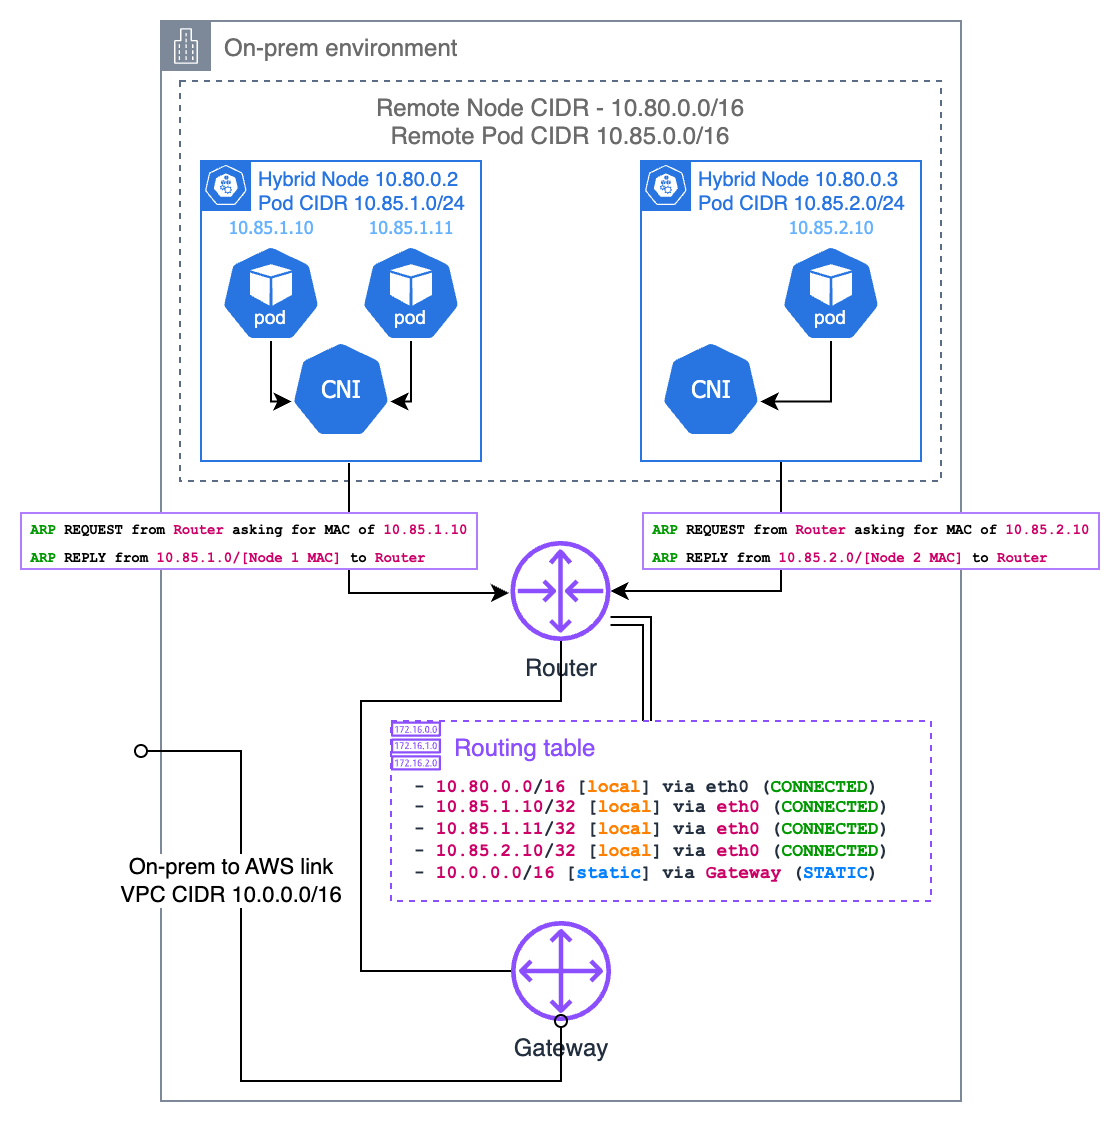 On-prem environment
Remote Node CIDR - 10.80.0.0/16
Remote Pod CIDR 10.85.0.0/16
Hybrid Node 10.80.0.2
Pod CIDR 10.85.1.0/24
10.85.1.10
10.85.1.11
pod
pod
CNI
Hybrid Node 10.80.0.3
Pod CIDR 10.85.2.0/24
10.85.2.10
pod
CNI
ARP REQUEST from Router asking for MAC of 10.85.1.10
ARP REPLY from 10.85.1.0/[Node 1 MAC] to Router
ARP REQUEST from Router asking for MAC of 10.85.2.10
ARP REPLY from 10.85.2.0/[Node 2 MAC] to Router
Router
172.16.0.0
172.16.1.0
172.16.2.0
Routing table
- 10.80.0.0/16 [local] via eth0 (CONNECTED)
- 10.85.1.10/32 [local] via eth0 (CONNECTED)
- 10.85.1.11/32 [local] via eth0 (CONNECTED)
- 10.85.2.10/32 [local] via eth0 (CONNECTED)
- 10.0.0.0/16 [static] via Gateway (STATIC)
On-prem to AWS link
VPC CIDR 10.0.0.0/16
Gateway